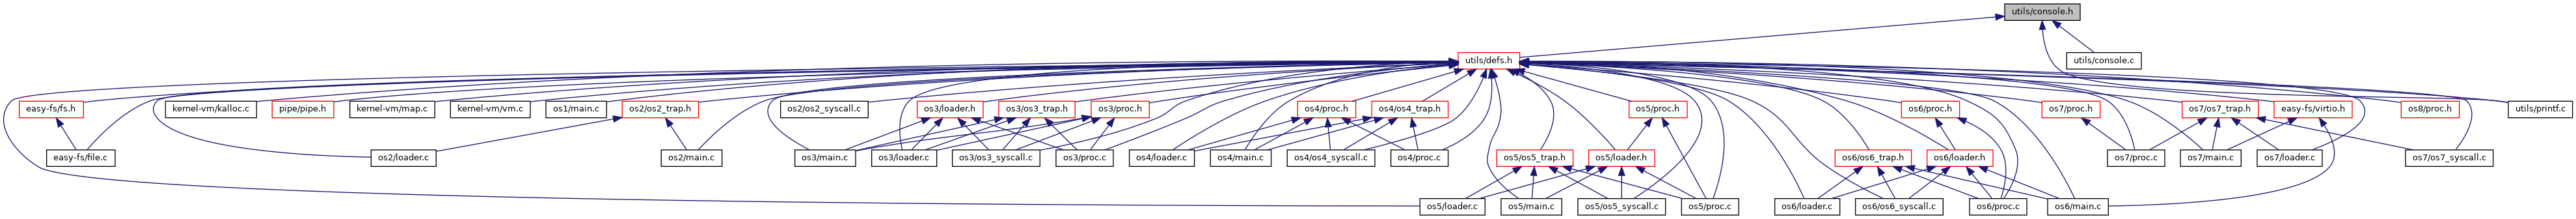 utils/console.h
utils/defs.h
utils/console.c
easy-fs/fs.h
kernel-vm/kalloc.c
pipe/pipe.h
kernel-vm/map.c
kernel-vm/vm.c
os1/main.c
os2/os2_trap.h
os2/os2_syscall.c
os3/loader.h
os3/os3_trap.h
os3/proc.h
os4/proc.h
os4/os4_trap.h
os5/proc.h
os6/proc.h
os7/proc.h
os7/os7_trap.h
easy-fs/virtio.h
os8/proc.h
utils/printf.c
easy-fs/file.c
os2/loader.c
os2/main.c
os3/main.c
os3/loader.c
os3/os3_syscall.c
os3/proc.c
os4/loader.c
os4/main.c
os4/os4_syscall.c
os4/proc.c
os5/os5_trap.h
os5/loader.h
os6/os6_trap.h
os6/loader.h
os7/proc.c
os7/main.c
os7/loader.c
os7/os7_syscall.c
os5/loader.c
os5/main.c
os5/os5_syscall.c
os5/proc.c
os6/loader.c
os6/os6_syscall.c
os6/proc.c
os6/main.c